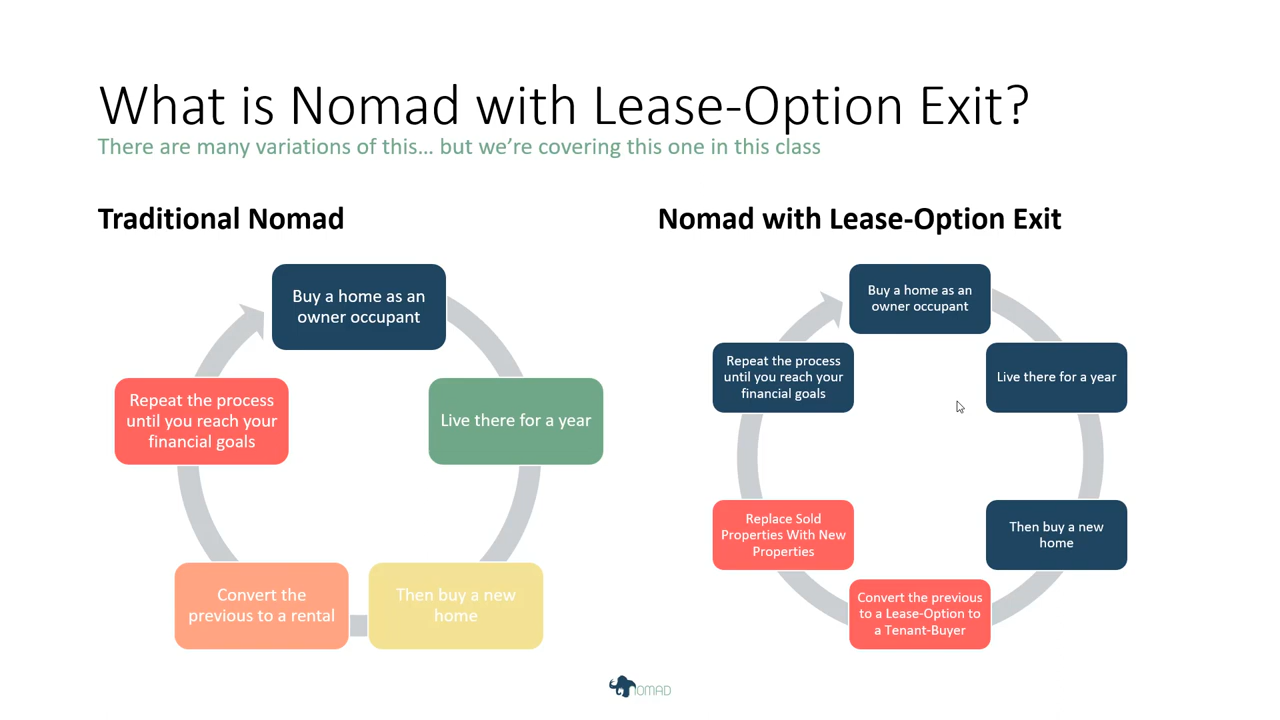 What is Nomad with Lease-Option Exit?
There are many variations of this… but we're covering this one in this class
Traditional Nomad
Buy a home as an
owner occupant
Live there for a year
Then buy a new
home
Convert the
previous to a rental
Repeat the process
until you reach your
financial goals
Nomad with Lease-Option Exit
Buy a home as an
owner occupant
Live there for a year
Then buy a new
home
Convert the previous
to a Lease-Option to
a Tenant-Buyer
Replace Sold
Properties With New
Properties
Repeat the process
until you reach your
financial goals
NOMAD